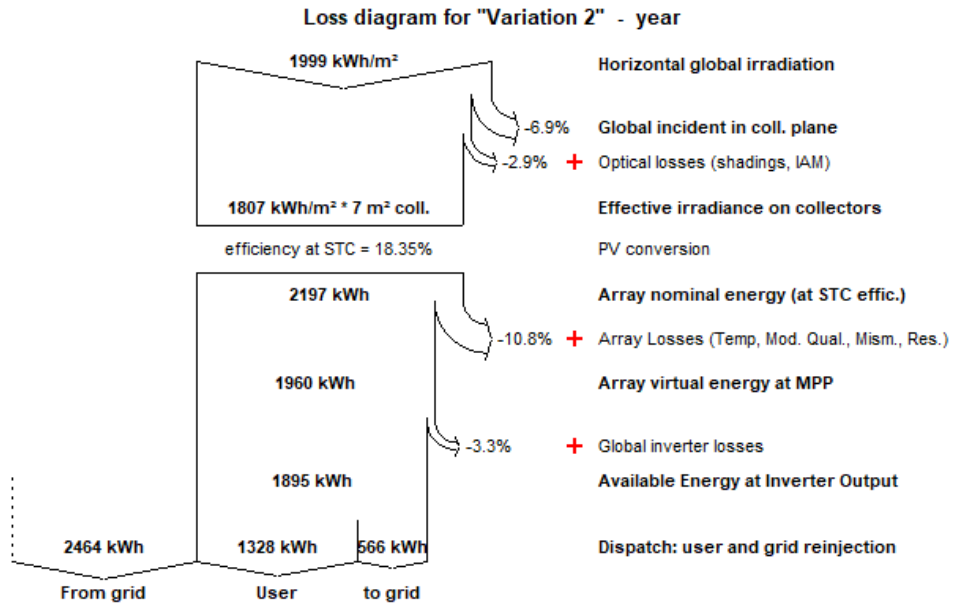 Loss diagram for "Variation 2" - year
1999 kWh/m² Horizontal global irradiation
-6.9% Global incident in coll. plane
-2.9% + Optical losses (shadings, IAM)
1807 kWh/m² * 7 m² coll. Effective irradiance on collectors
efficiency at STC = 18.35% PV conversion
2197 kWh Array nominal energy (at STC effic.)
-10.8% + Array Losses (Temp, Mod. Qual., Mism., Res.)
1960 kWh Array virtual energy at MPP
-3.3% + Global inverter losses
1895 kWh Available Energy at Inverter Output
2464 kWh 1328 kWh 566 kWh Dispatch: user and grid reinjection
From grid User to grid